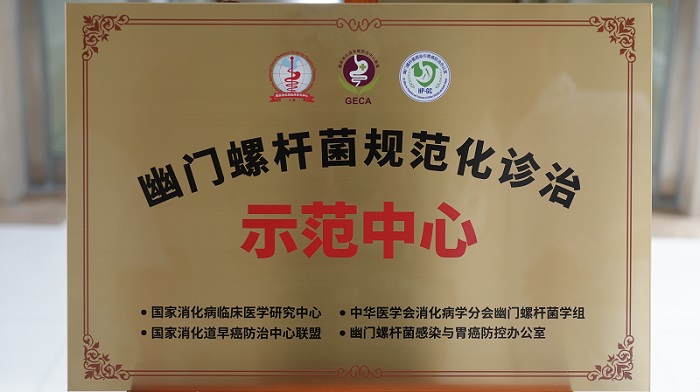 GECA
HP-GC
幽门螺杆菌规范化诊治
示范中心
• 国家消化病临床医学研究中心 • 中华医学会消化病学分会幽门螺杆菌学组
• 国家消化道早癌防治中心联盟 • 幽门螺杆菌感染与胃癌防控办公室